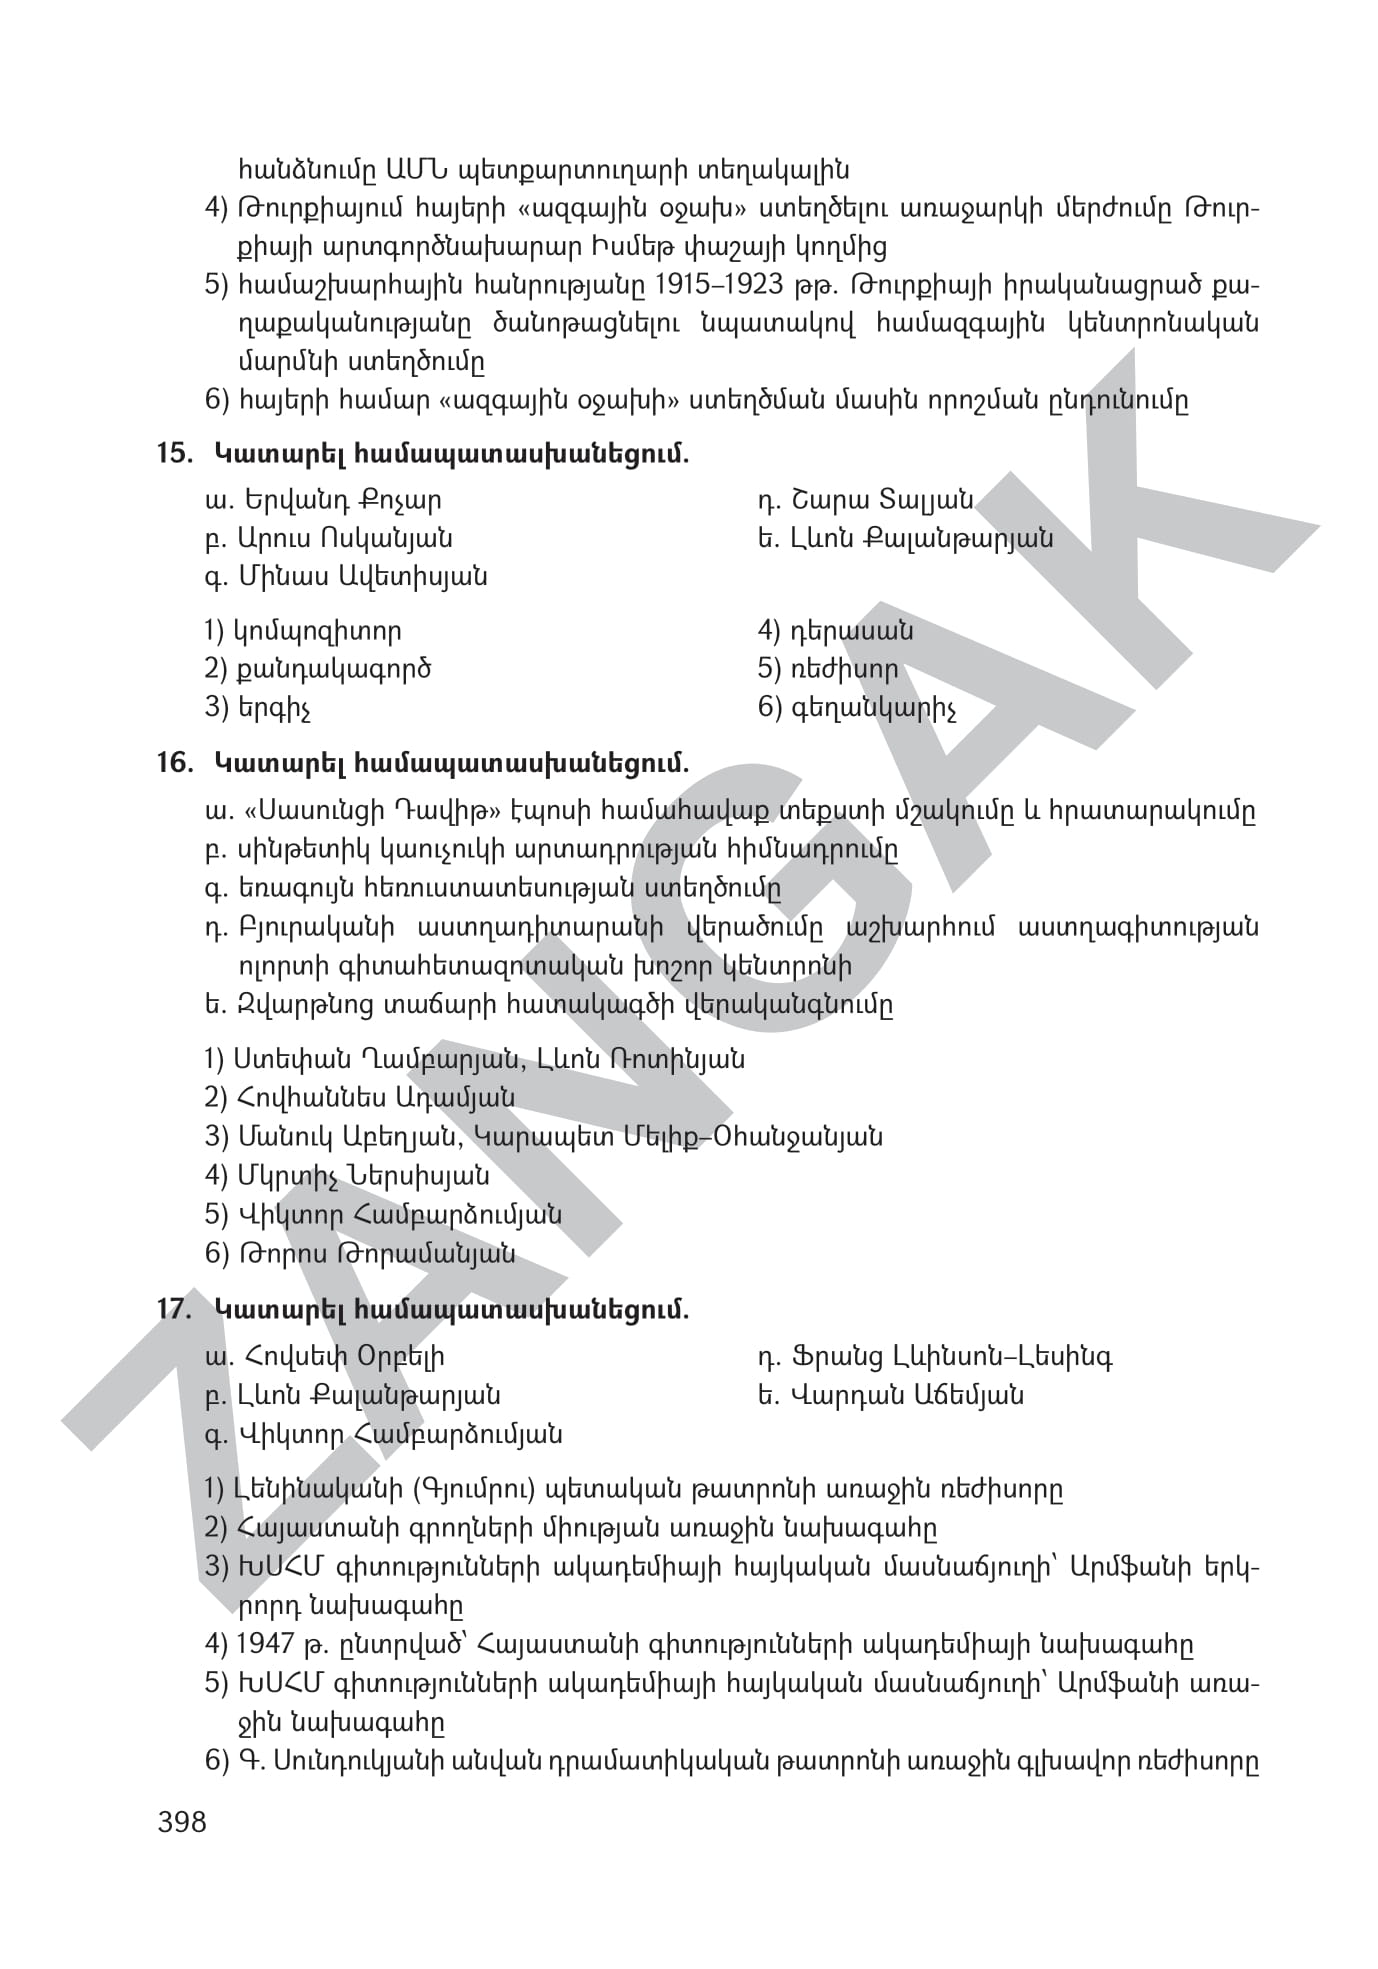 հանձնումը ԱՄՆ պետքարտուղարի տեղակալին
4) Թուրքիայում հայերի «ազգային օջախ» ստեղծելու առաջարկի մերժումը Թուր-
քիայի արտգործնախարար Իսմեթ փաշայի կողմից
5) համաշխարհային հանրությանը 1915–1923 թթ. Թուրքիայի իրականացրած քա-
ղաքականությանը ծանոթացնելու նպատակով համազգային կենտրոնական
մարմնի ստեղծումը
6) հայերի համար «ազգային օջախի» ստեղծման մասին որոշման ընդունումը
15. Կատարել համապատասխանեցում.
ա. Երվանդ Քոչար
դ. Շարա Տալյան
բ. Արուս Ոսկանյան
ե. Լևոն Քալանթարյան
գ. Մինաս Ավետիսյան
1) կոմպոզիտոր
4) դերասան
2) քանդակագործ
5) ռեժիսոր
3) երգիչ
6) գեղանկարիչ
16. Կատարել համապատասխանեցում.
ա. «Սասունցի Դավիթ» էպոսի համահավաք տեքստի մշակումը և հրատարակումը
բ. սինթետիկ կաուչուկի արտադրության հիմնադրումը
գ. եռագույն հեռուստատեսության ստեղծումը
դ. Բյուրականի աստղադիտարանի վերածումը աշխարհում աստղագիտության
ոլորտի գիտահետազոտական խոշոր կենտրոնի
ե. Զվարթնոց տաճարի հատակագծի վերականգնումը
1) Ստեփան Ղամբարյան, Լևոն Ռոտինյան
2) Հովհաննես Ադամյան
3) Մանուկ Աբեղյան, Կարապետ Մելիք–Օհանջանյան
4) Մկրտիչ Ներսիսյան
5) Վիկտոր Համբարձումյան
6) Թորոս Թորամանյան
17. Կատարել համապատասխանեցում.
ա. Հովսեփ Օրբելի
դ. Ֆրանց Լևինսոն–Լեսինգ
բ. Լևոն Քալանթարյան
ե. Վարդան Աճեմյան
գ. Վիկտոր Համբարձումյան
1) Լենինականի (Գյումրու) պետական թատրոնի առաջին ռեժիսորը
2) Հայաստանի գրողների միության առաջին նախագահը
3) ԽՍՀՄ գիտությունների ակադեմիայի հայկական մասնաճյուղի՝ Արմֆանի երկ-
րորդ նախագահը
4) 1947 թ. ընտրված՝ Հայաստանի գիտությունների ակադեմիայի նախագահը
5) ԽՍՀՄ գիտությունների ակադեմիայի հայկական մասնաճյուղի՝ Արմֆանի առա-
ջին նախագահը
6) Գ. Սունդուկյանի անվան դրամատիկական թատրոնի առաջին գլխավոր ռեժիսորը
398
ZANGAK